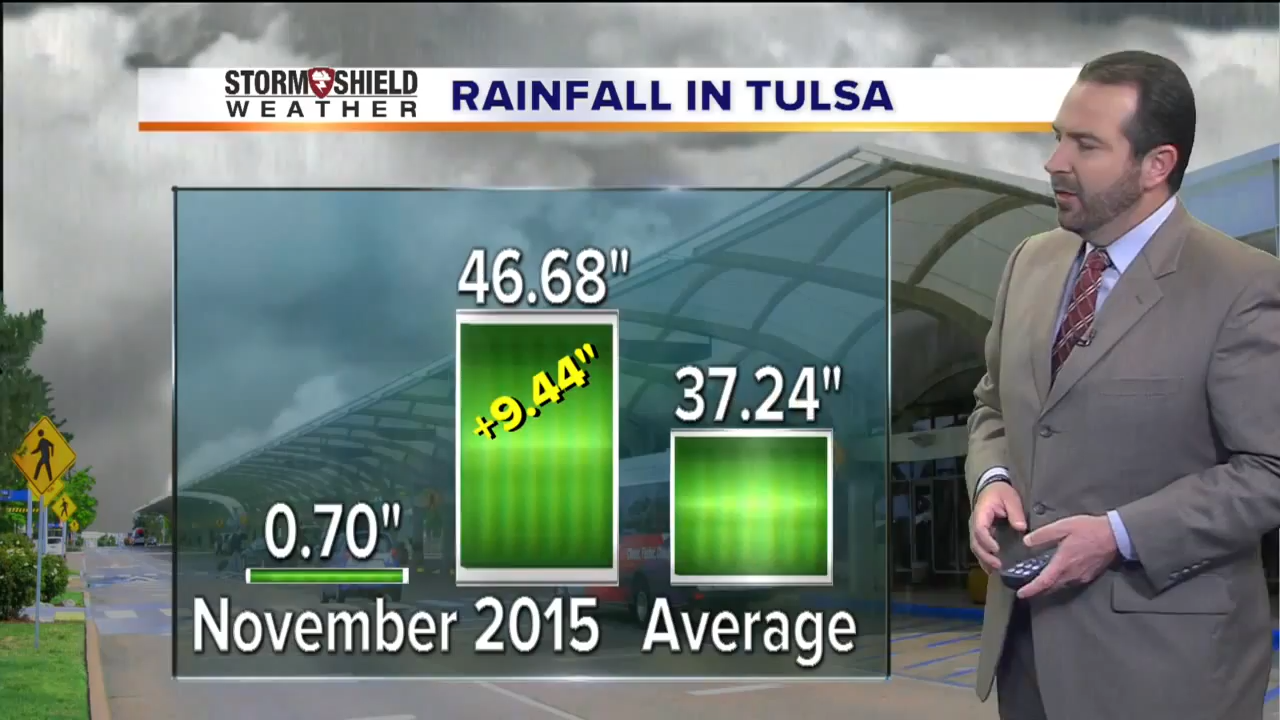 STORM SHIELD
WEATHER
RAINFALL IN TULSA
46.68"
+9.44"
37.24"
0.70"
November 2015 Average